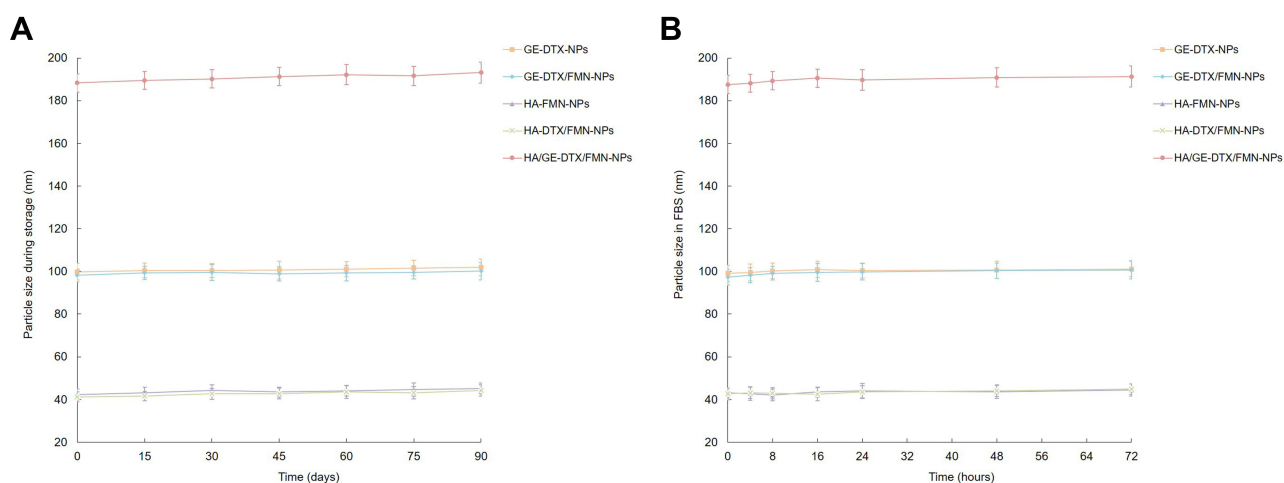 A
200
180
160
140
120
100
80
60
40
20
0
15
30
45
60
75
90
Particle size during storage (nm)
Time (days)
GE-DTX-NPs
GE-DTX/FMN-NPs
HA-FMN-NPs
HA-DTX/FMN-NPs
HA/GE-DTX/FMN-NPs
B
200
180
160
140
120
100
80
60
40
20
0
8
16
24
32
40
48
56
64
72
Particle size in FBS (nm)
Time (hours)
GE-DTX-NPs
GE-DTX/FMN-NPs
HA-FMN-NPs
HA-DTX/FMN-NPs
HA/GE-DTX/FMN-NPs